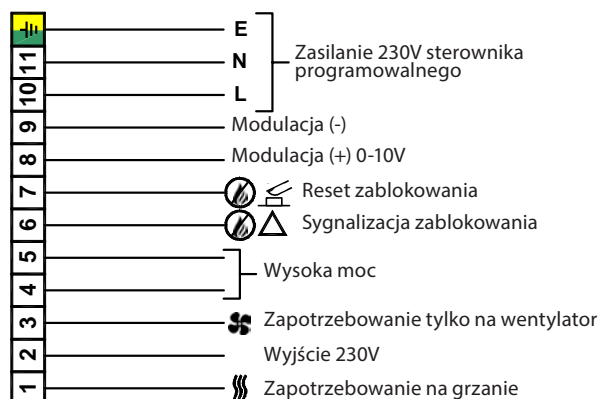 E
11 N
Zasilanie 230V sterownika
programowalnego
10 L
9 Modulacja (-)
8 Modulacja (+) 0-10V
7 Reset zablokowania
6 Sygnalizacja zablokowania
5
Wysoka moc
4
3 Zapotrzebowanie tylko na wentylator
2 Wyjście 230V
1 Zapotrzebowanie na grzanie